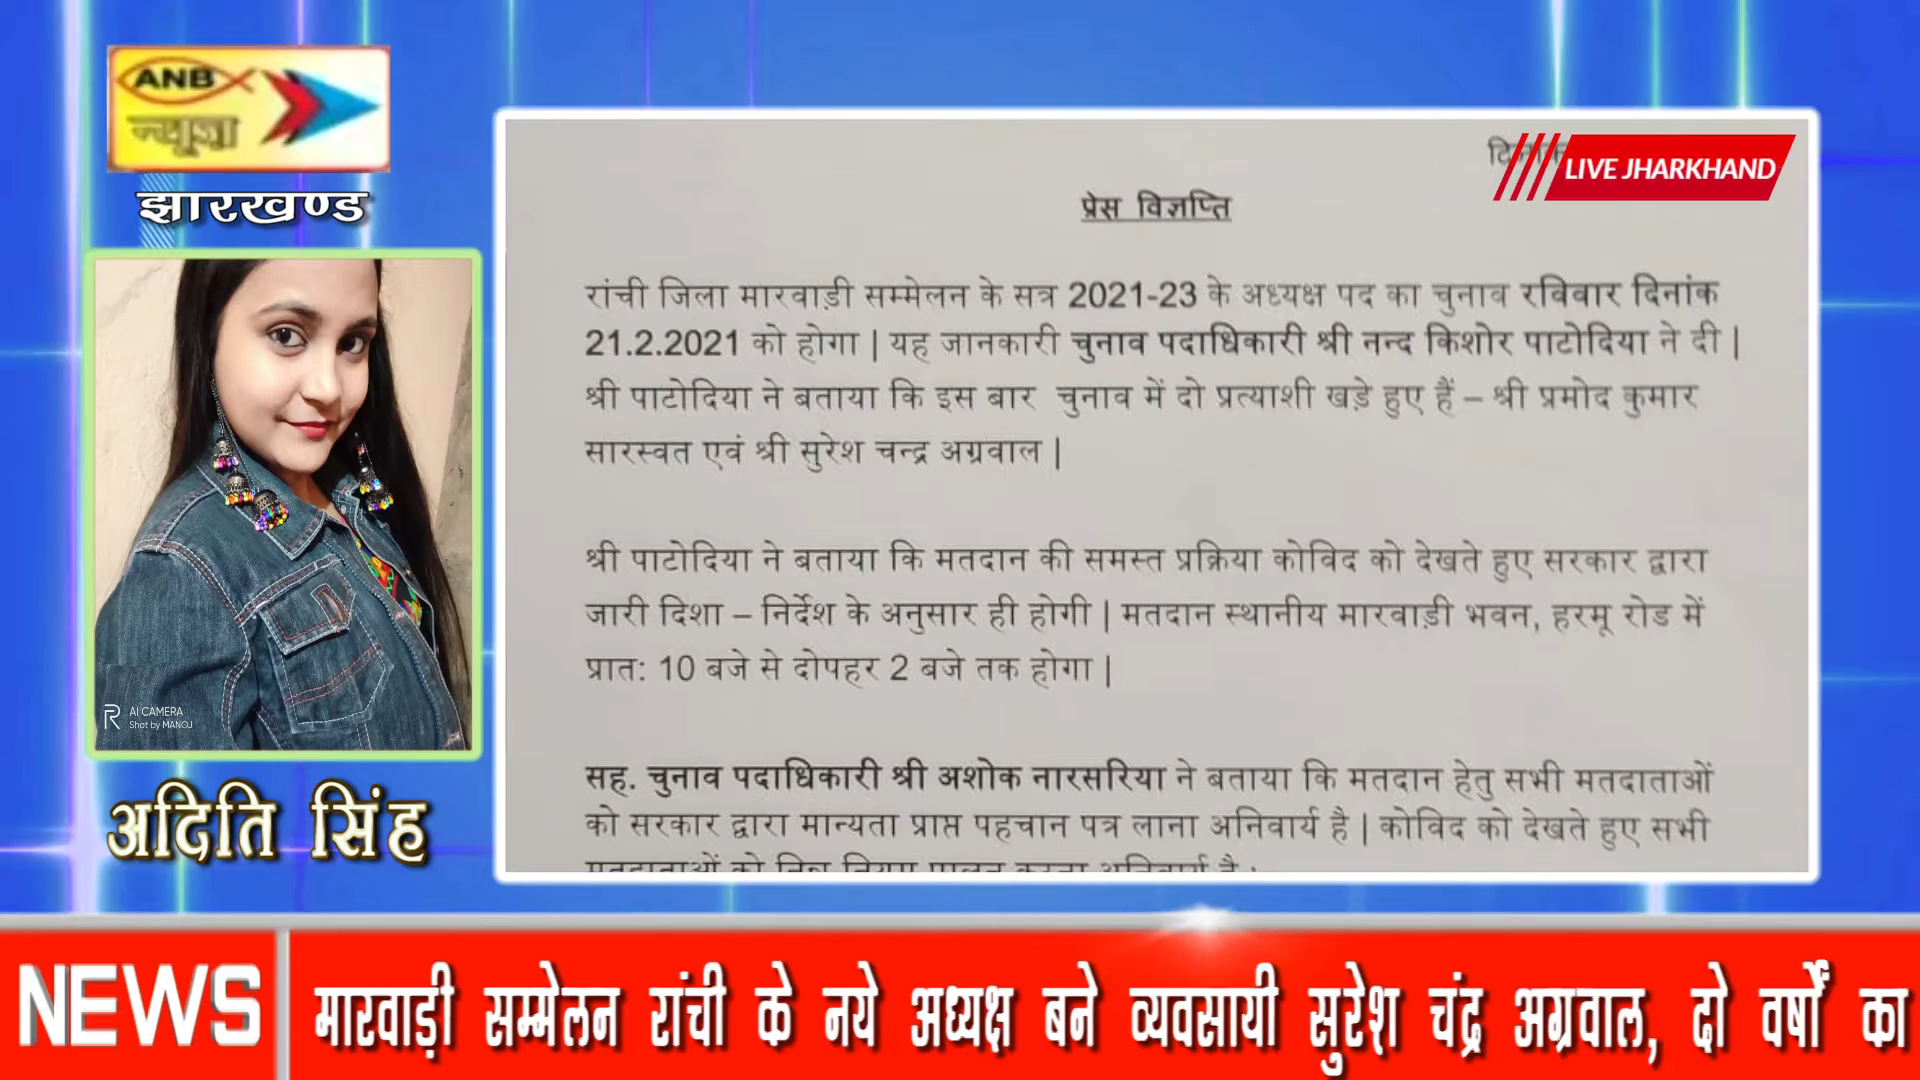 ANB
न्यूज़
झारखण्ड
AI CAMERA
Shot by MANOJ
अदिति सिंह
LIVE JHARKHAND
प्रेस विज्ञप्ति
रांची जिला मारवाड़ी सम्मेलन के सत्र 2021-23 के अध्यक्ष पद का चुनाव रविवार दिनांक
21.2.2021 को होगा | यह जानकारी चुनाव पदाधिकारी श्री नन्द किशोर पाटोदिया ने दी |
श्री पाटोदिया ने बताया कि इस बार चुनाव में दो प्रत्याशी खड़े हुए हैं – श्री प्रमोद कुमार
सारस्वत एवं श्री सुरेश चन्द्र अग्रवाल |
श्री पाटोदिया ने बताया कि मतदान की समस्त प्रक्रिया कोविद को देखते हुए सरकार द्वारा
जारी दिशा – निर्देश के अनुसार ही होगी | मतदान स्थानीय मारवाड़ी भवन, हरमू रोड में
प्रात: 10 बजे से दोपहर 2 बजे तक होगा |
सह. चुनाव पदाधिकारी श्री अशोक नारसरिया ने बताया कि मतदान हेतु सभी मतदाताओं
को सरकार द्वारा मान्यता प्राप्त पहचान पत्र लाना अनिवार्य है | कोविद को देखते हुए सभी
NEWS
मारवाड़ी सम्मेलन रांची के नये अध्यक्ष बने व्यवसायी सुरेश चंद्र अग्रवाल, दो वर्षों का